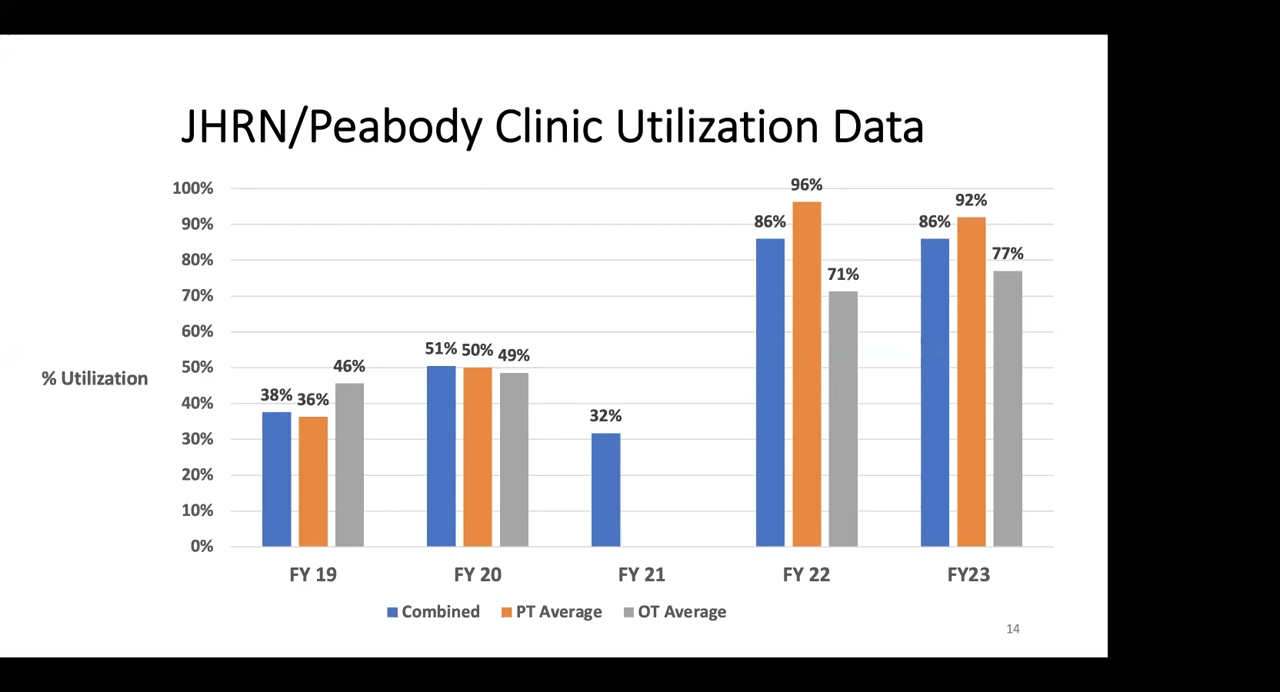 JHRN/Peabody Clinic Utilization Data
100%
90%
80%
70%
60%
50%
40%
30%
20%
10%
0%
% Utilization
38% 36% 46%
51% 50% 49%
32%
86% 96% 71%
86% 92% 77%
FY 19 FY 20 FY 21 FY 22 FY23
Combined PT Average OT Average
14